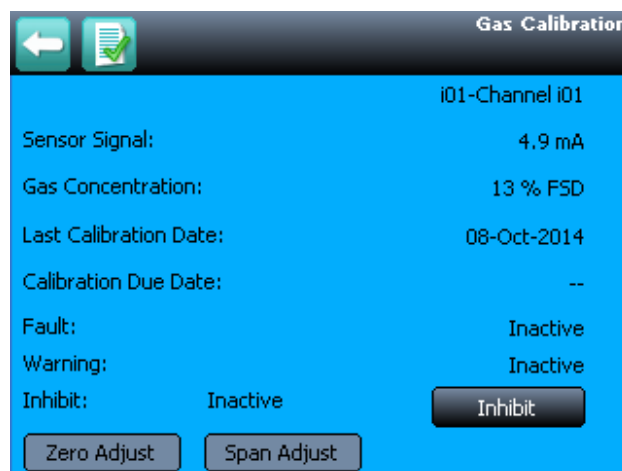 Gas Calibration
i01-Channel i01
Sensor Signal: 4.9 mA
Gas Concentration: 13 % FSD
Last Calibration Date: 08-Oct-2014
Calibration Due Date: --
Fault: Inactive
Warning: Inactive
Inhibit: Inactive Inhibit
Zero Adjust Span Adjust